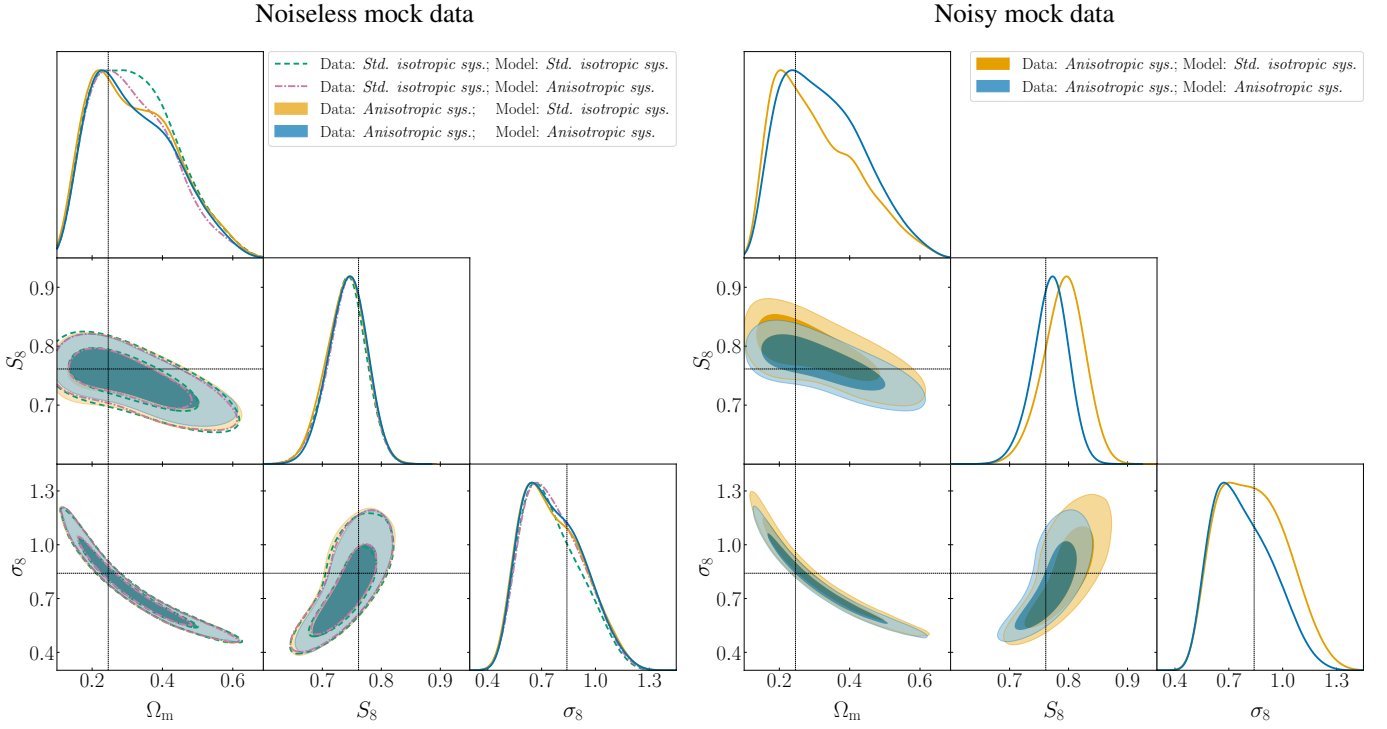 Noiseless mock data
Noisy mock data
Data: Std. isotropic sys.; Model: Std. isotropic sys.
Data: Std. isotropic sys.; Model: Anisotropic sys.
Data: Anisotropic sys.; Model: Std. isotropic sys.
Data: Anisotropic sys.; Model: Anisotropic sys.
Data: Anisotropic sys.; Model: Std. isotropic sys.
Data: Anisotropic sys.; Model: Anisotropic sys.
0.9
0.8
0.7
S₈
1.3
1.0
0.7
0.4
σ₈
0.2 0.4 0.6
Ωₘ
0.7 0.8 0.9
S₈
0.4 0.7 1.0 1.3
σ₈
0.9
0.8
0.7
S₈
1.3
1.0
0.7
0.4
σ₈
0.2 0.4 0.6
Ωₘ
0.7 0.8 0.9
S₈
0.4 0.7 1.0 1.3
σ₈